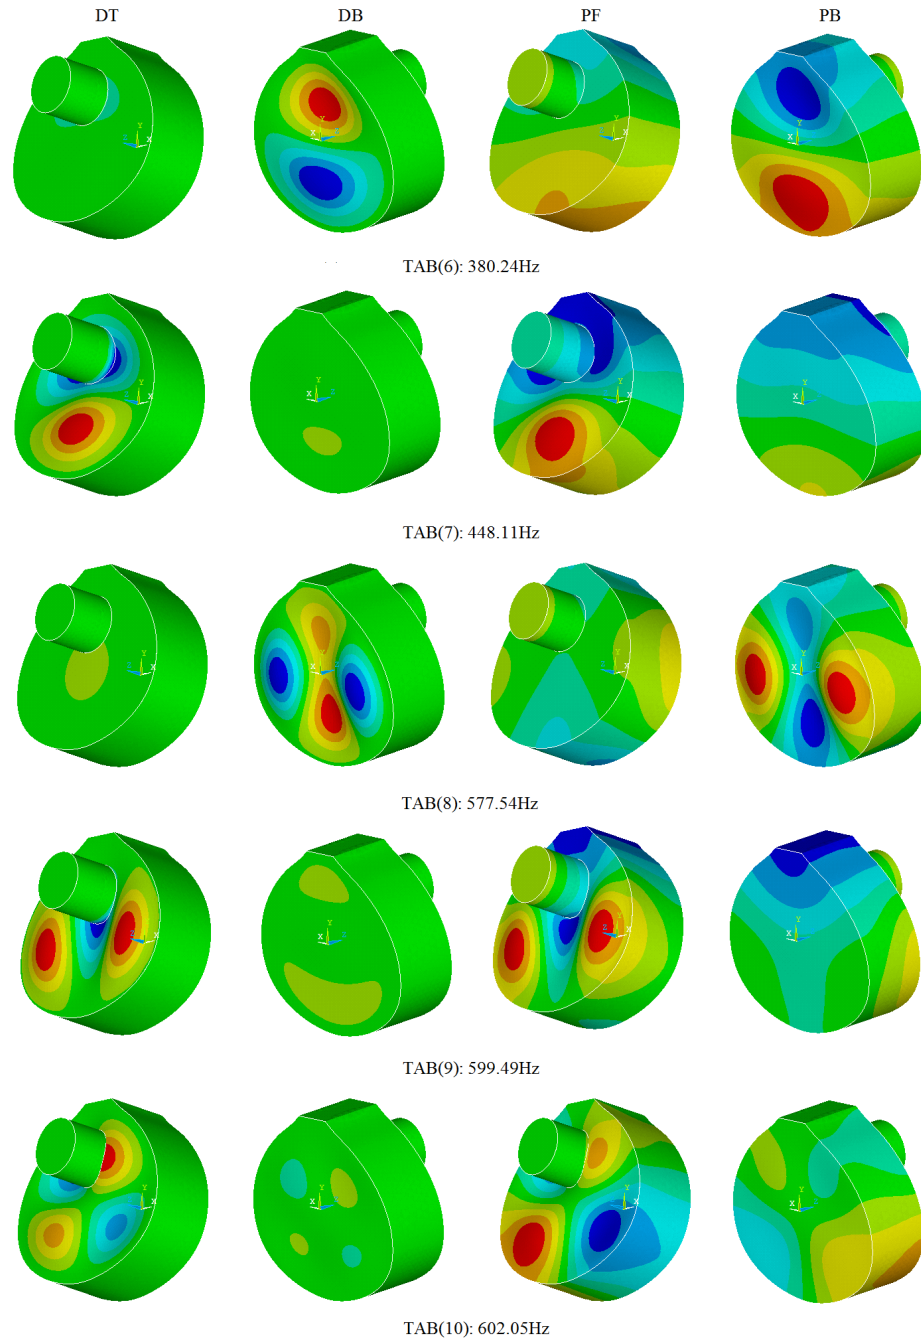 DT DB PF PB
TAB(6): 380.24Hz
TAB(7): 448.11Hz
TAB(8): 577.54Hz
TAB(9): 599.49Hz
TAB(10): 602.05Hz